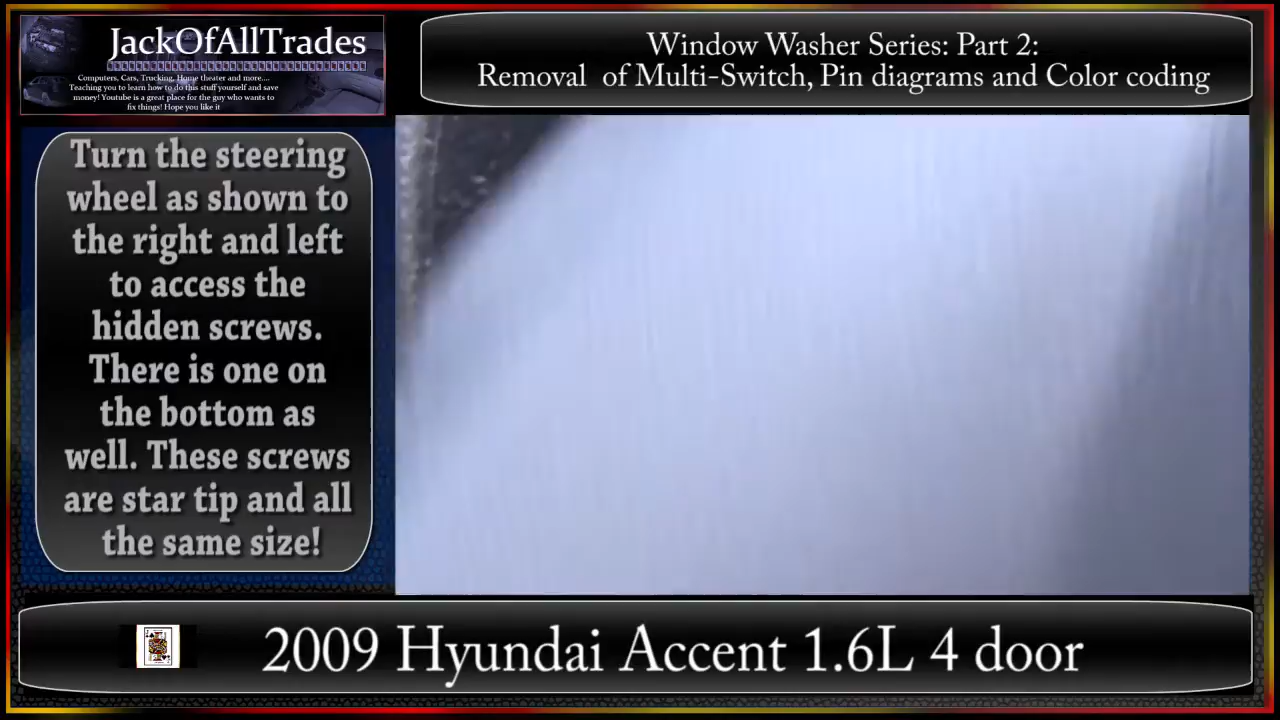 JackOfAllTrades
Computers, Cars, Trucking, Home theater and more....
Teaching you to learn how to do this stuff yourself and save
money! Youtube is a great place for the guy who wants to
fix things! Hope you like it
Window Washer Series: Part 2:
Removal of Multi-Switch, Pin diagrams and Color coding
Turn the steering
wheel as shown to
the right and left
to access the
hidden screws.
There is one on
the bottom as
well. These screws
are star tip and all
the same size!
2009 Hyundai Accent 1.6L 4 door